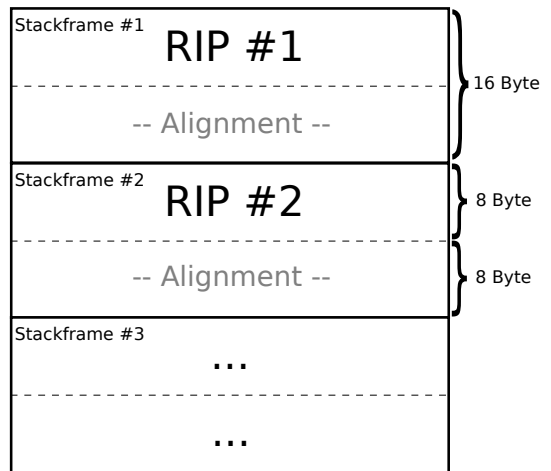 Stackframe #1
RIP #1
16 Byte
-- Alignment --
Stackframe #2
RIP #2
8 Byte
-- Alignment --
8 Byte
Stackframe #3
...
...